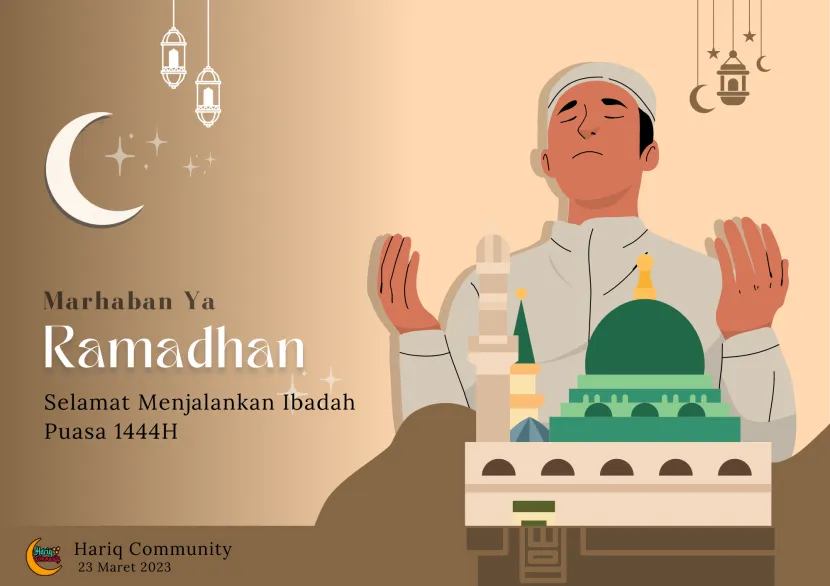 Marhaban Ya
Ramadhan
Selamat Menjalankan Ibadah
Puasa 1444H
Hariq Community
23 Maret 2023